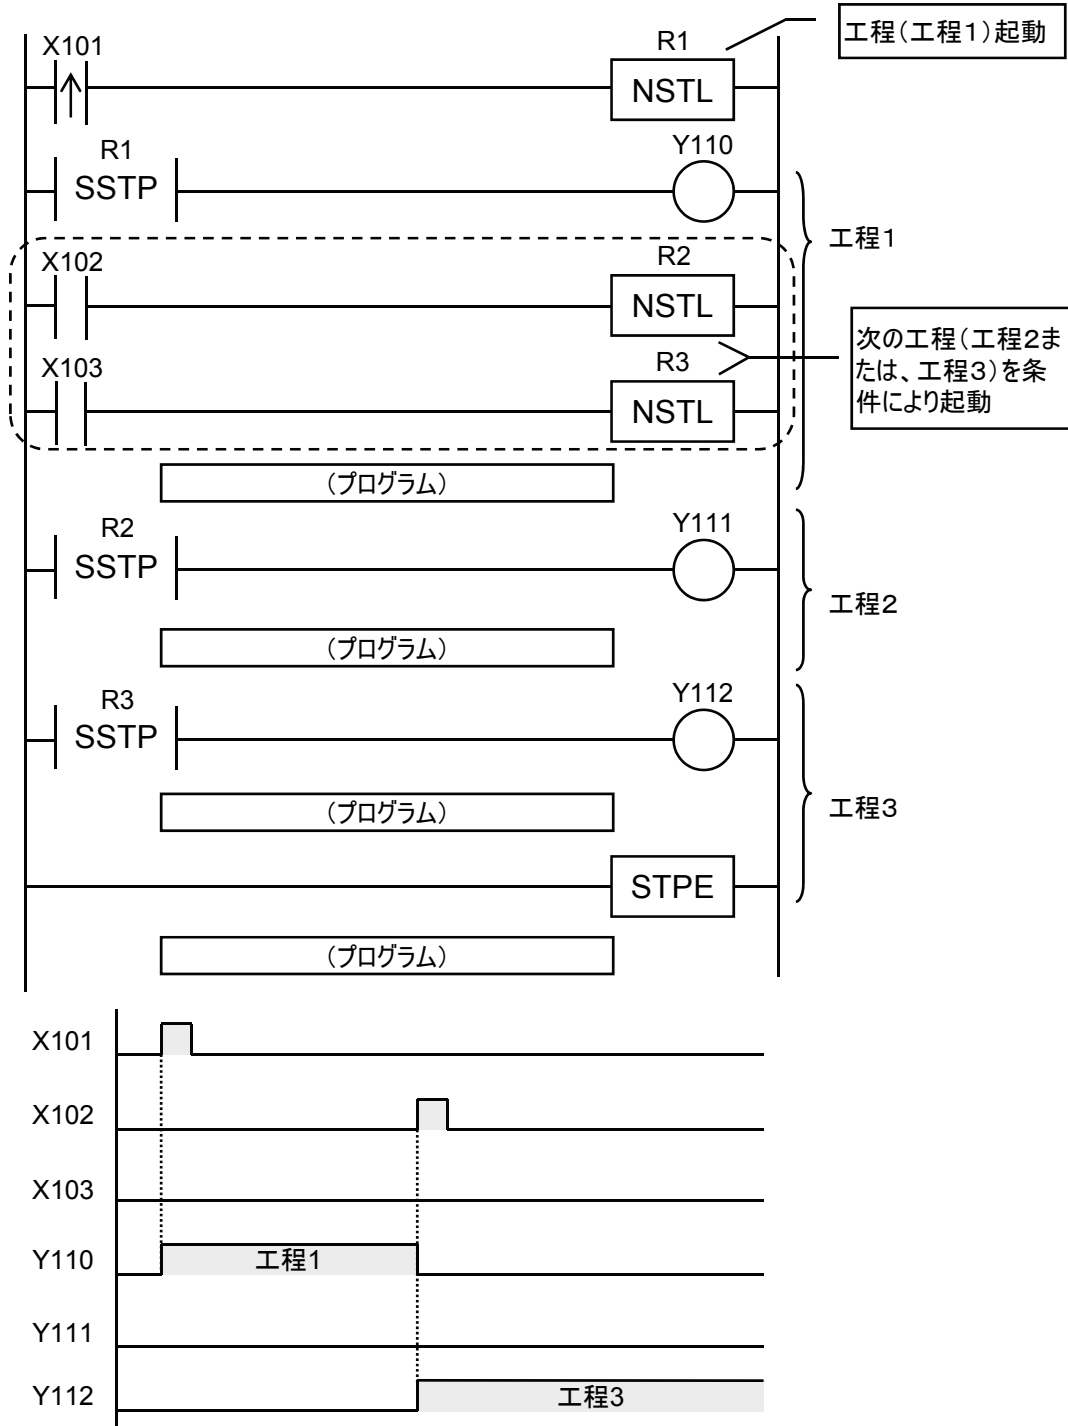 X101
R1
NSTL
工程(工程1)起動
R1
SSTP
Y110
工程1
X102
R2
NSTL
X103
R3
NSTL
次の工程(工程2ま
たは、工程3)を条
件により起動
(プログラム)
R2
SSTP
Y111
工程2
(プログラム)
R3
SSTP
Y112
工程3
(プログラム)
STPE
(プログラム)
X101
X102
X103
Y110
工程1
Y111
Y112
工程3